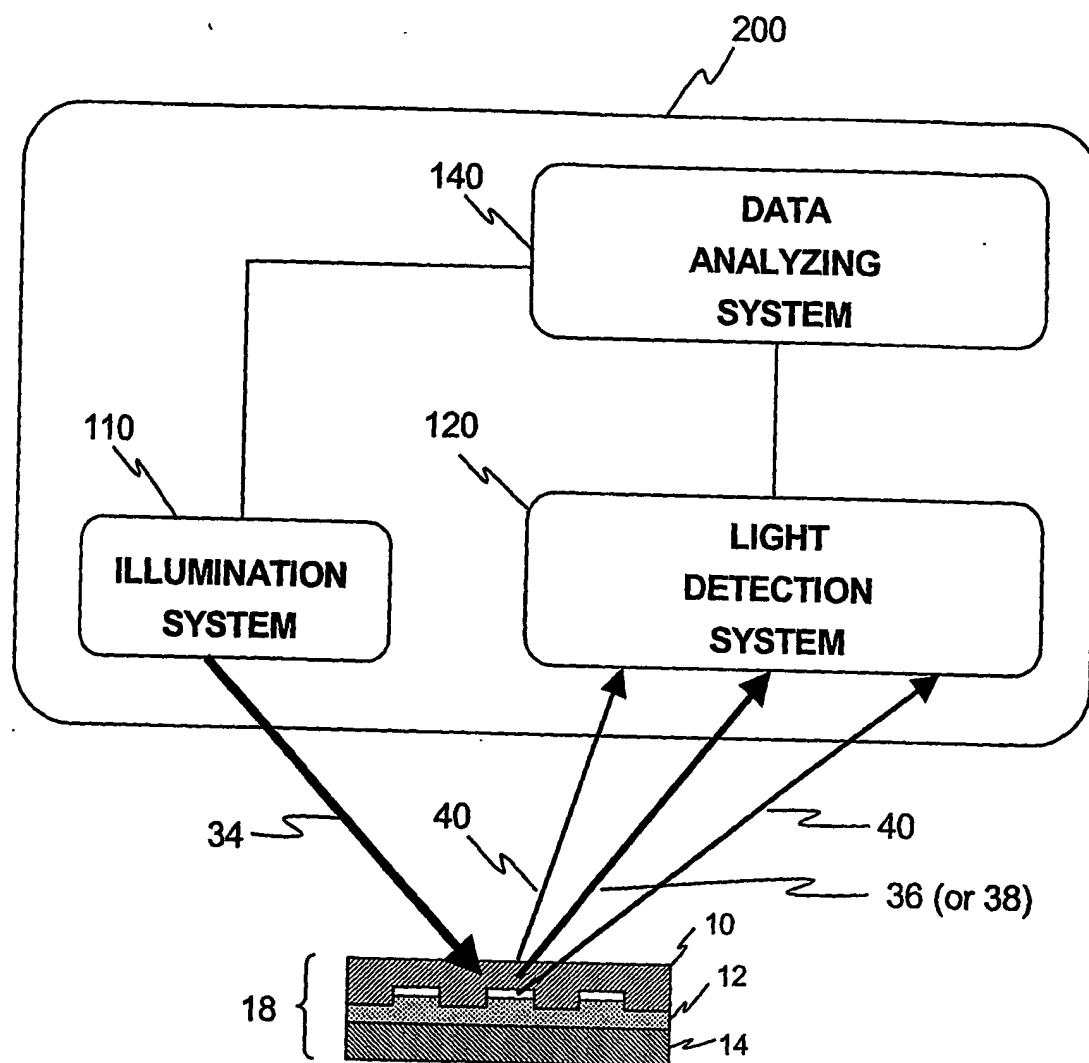 200
140
DATA
ANALYZING
SYSTEM
110
120
ILLUMINATION
SYSTEM
LIGHT
DETECTION
SYSTEM
34
40
40
36 (or 38)
10
18
12
14